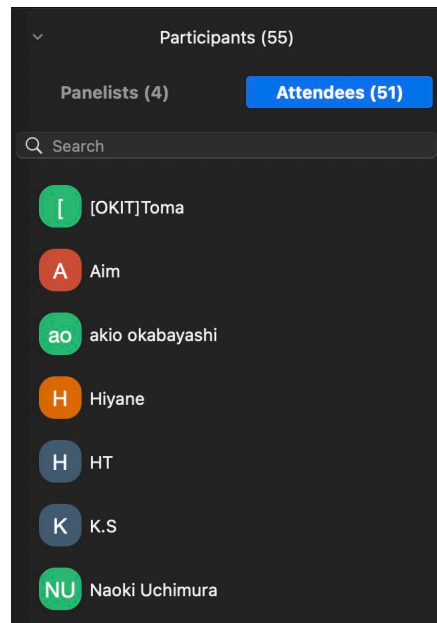 Participants (55)
Panelists (4) Attendees (51)
Search
[ [OKIT]Toma
A Aim
ao akio okabayashi
H Hiyane
H HT
K K.S
NU Naoki Uchimura